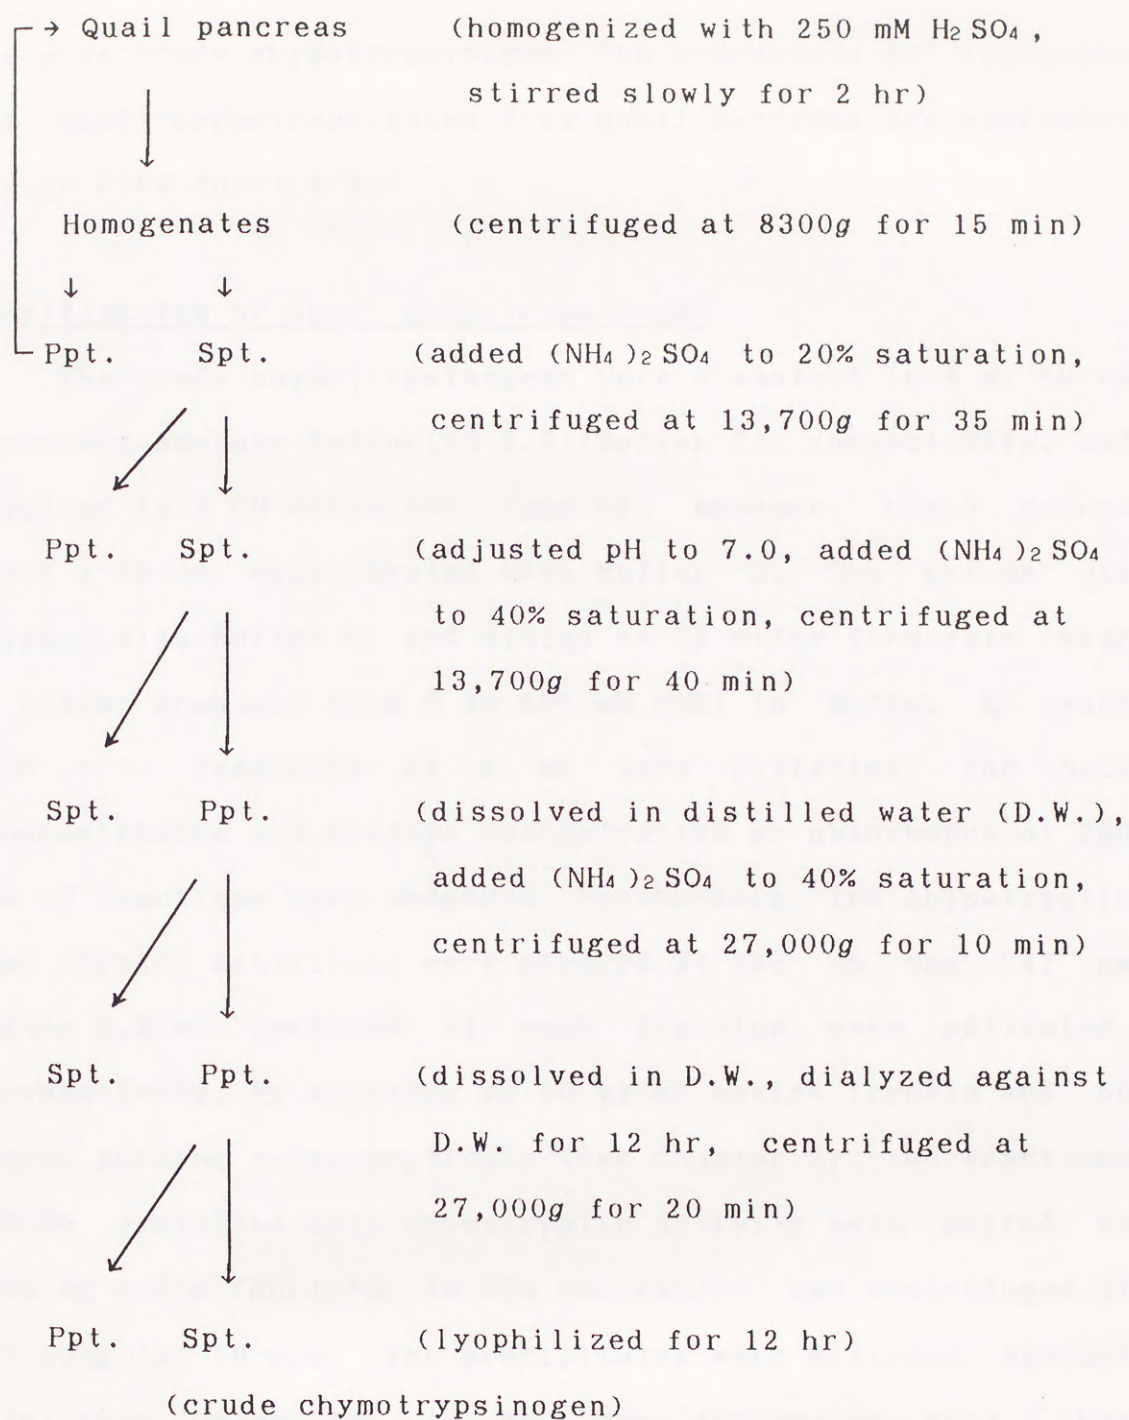 → Quail pancreas (homogenized with 250 mM H₂SO₄,
stirred slowly for 2 hr)
↓
Homogenates (centrifuged at 8300g for 15 min)
↓ ↓
Ppt. Spt. (added (NH₄)₂SO₄ to 20% saturation,
centrifuged at 13,700g for 35 min)
Ppt. Spt. (adjusted pH to 7.0, added (NH₄)₂SO₄
to 40% saturation, centrifuged at
13,700g for 40 min)
Spt. Ppt. (dissolved in distilled water (D.W.),
added (NH₄)₂SO₄ to 40% saturation,
centrifuged at 27,000g for 10 min)
Spt. Ppt. (dissolved in D.W., dialyzed against
D.W. for 12 hr, centrifuged at
27,000g for 20 min)
Ppt. Spt. (lyophilized for 12 hr)
(crude chymotrypsinogen)